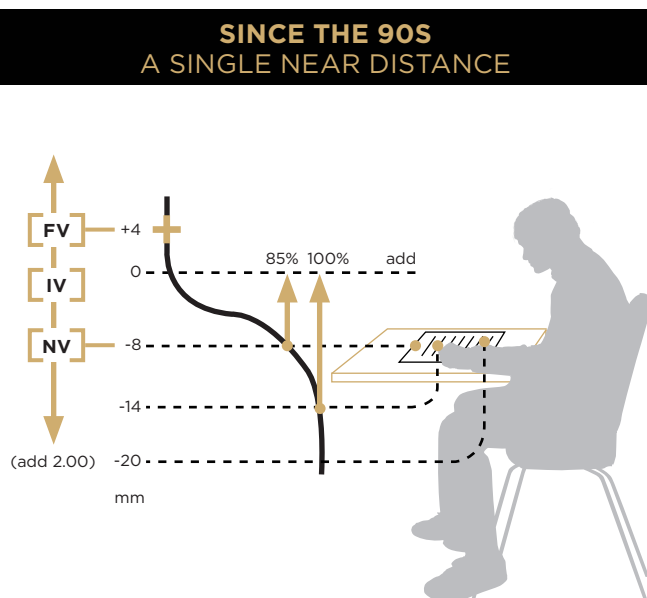 SINCE THE 90S
A SINGLE NEAR DISTANCE
FV
+4
85% 100% add
0
IV
NV
-8
-14
(add 2.00)
-20
mm